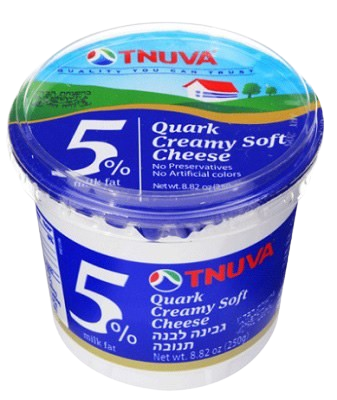 TNUVA
QUALITY YOU CAN TRUST
5%
milk fat
Quark
Creamy Soft
Cheese
No Preservatives
No Artificial colors
Net wt. 8.82 oz (250g)
TNUVA
5%
milk fat
Quark
Creamy Soft
Cheese
גבינה לבנה
תנובה
Net wt. 8.82 oz (250g)